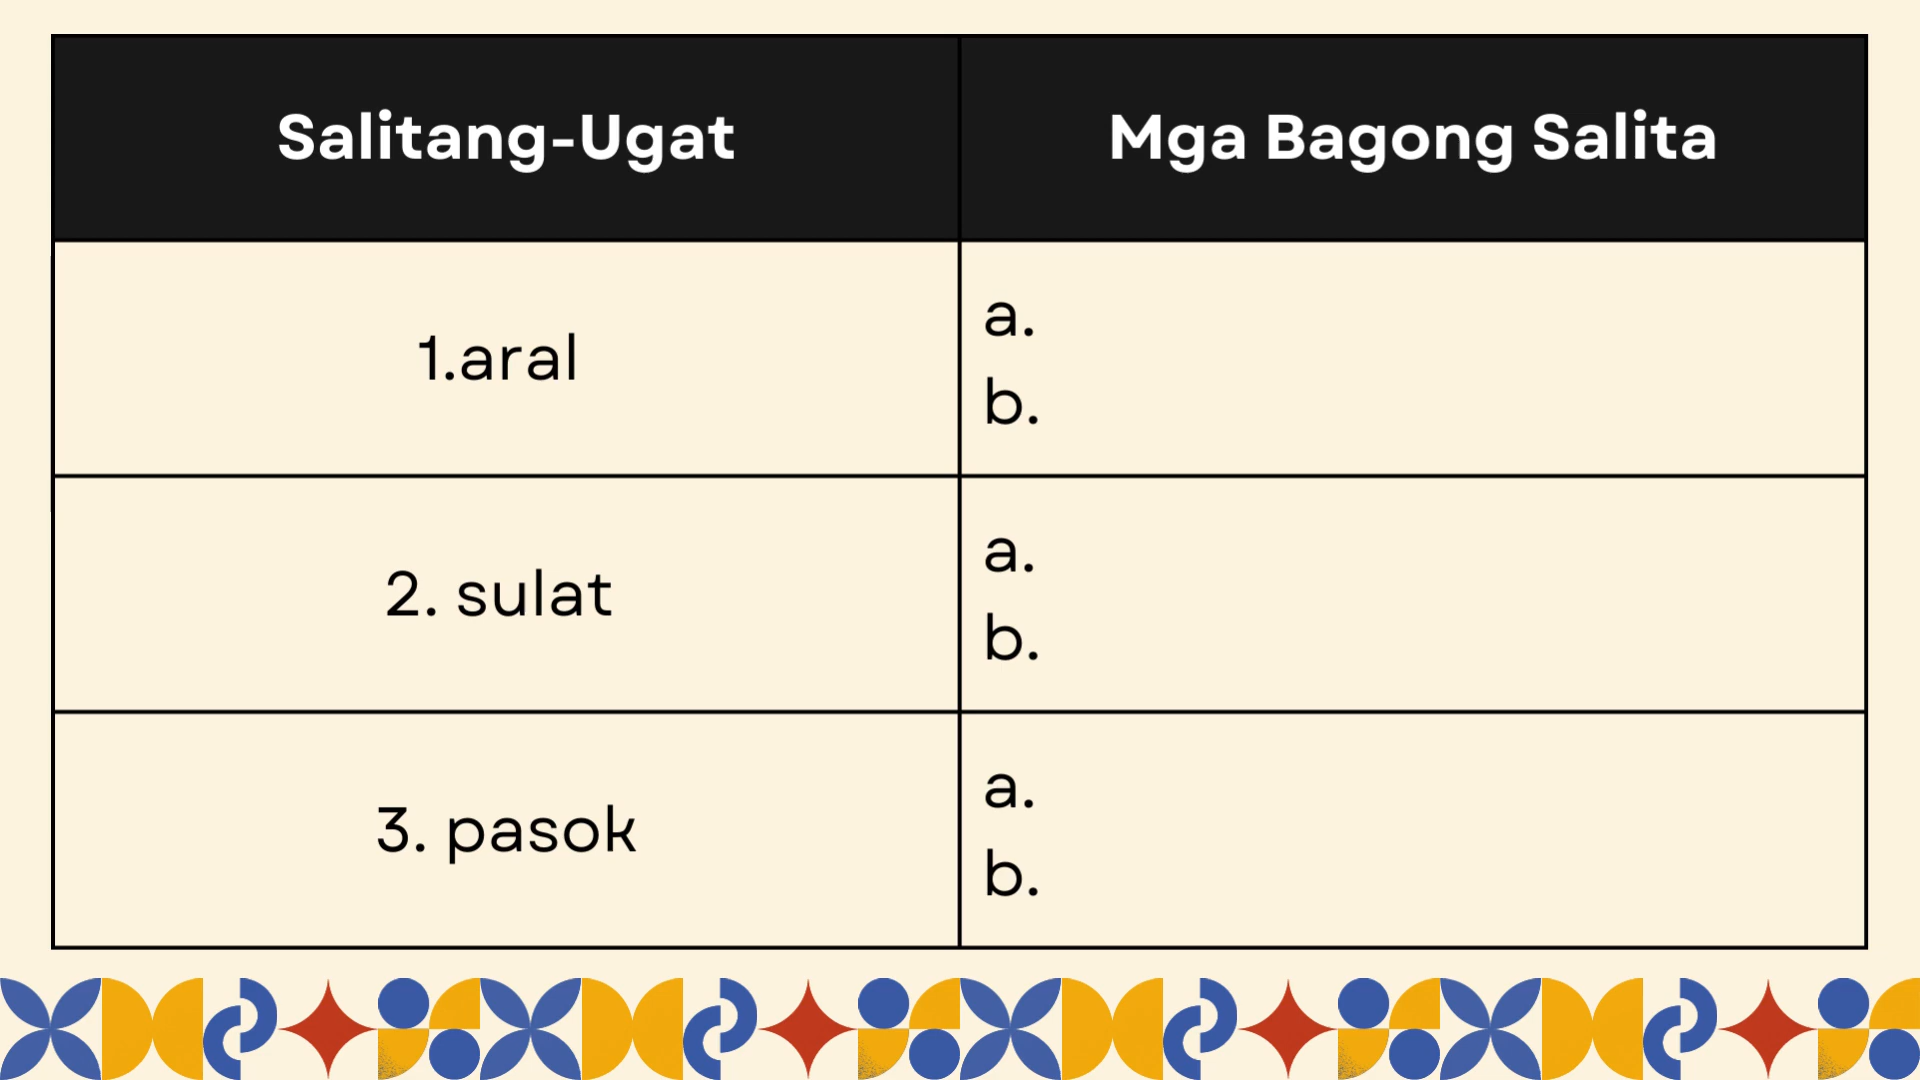 Salitang-Ugat
Mga Bagong Salita
1.aral
a.
b.
2. sulat
a.
b.
3. pasok
a.
b.